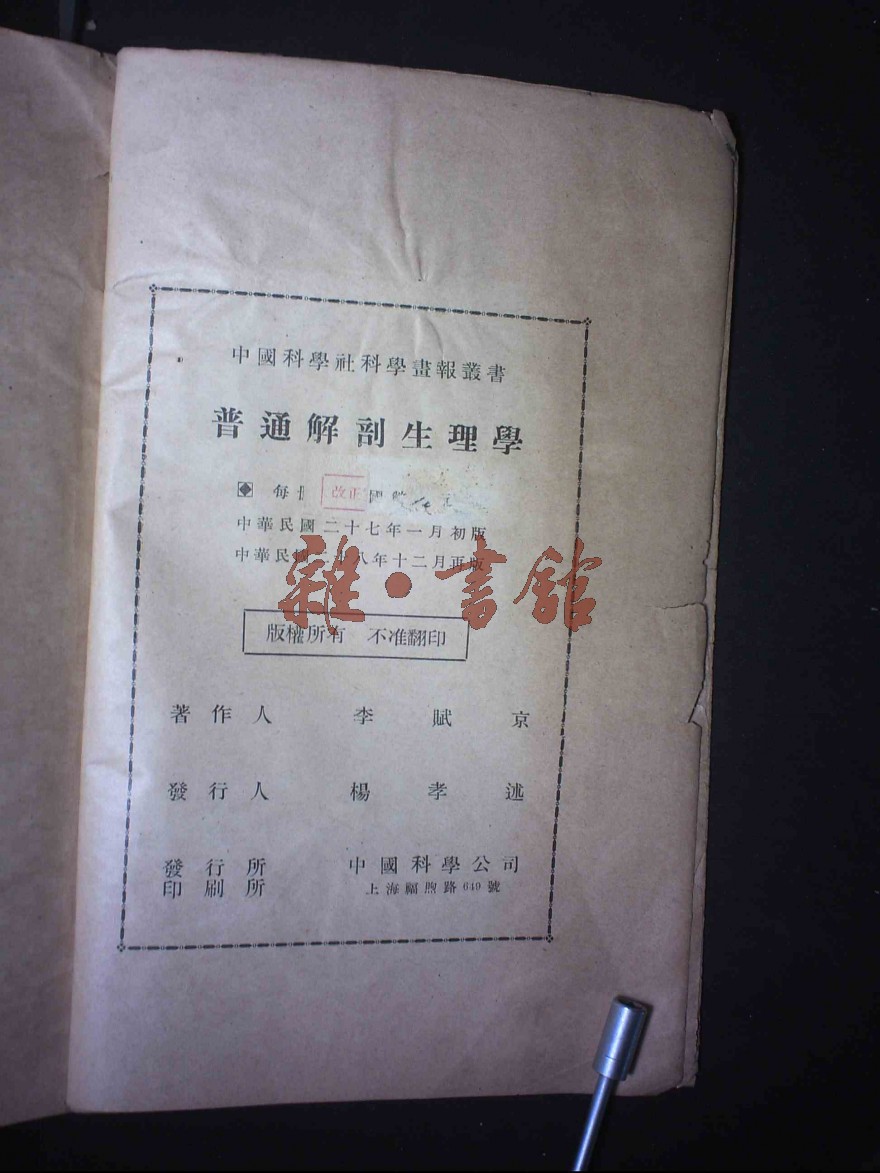 中國科學社科學畫報叢書
普通解剖生理學
每 改正國
中華民國二十七年一月初版
中華民國二十八年十二月再版
雜·書館
版權所有 不准翻印
著作人 李賦京
發行人 楊孝述
發行所 中國科學公司
印刷所 上海福煦路649號